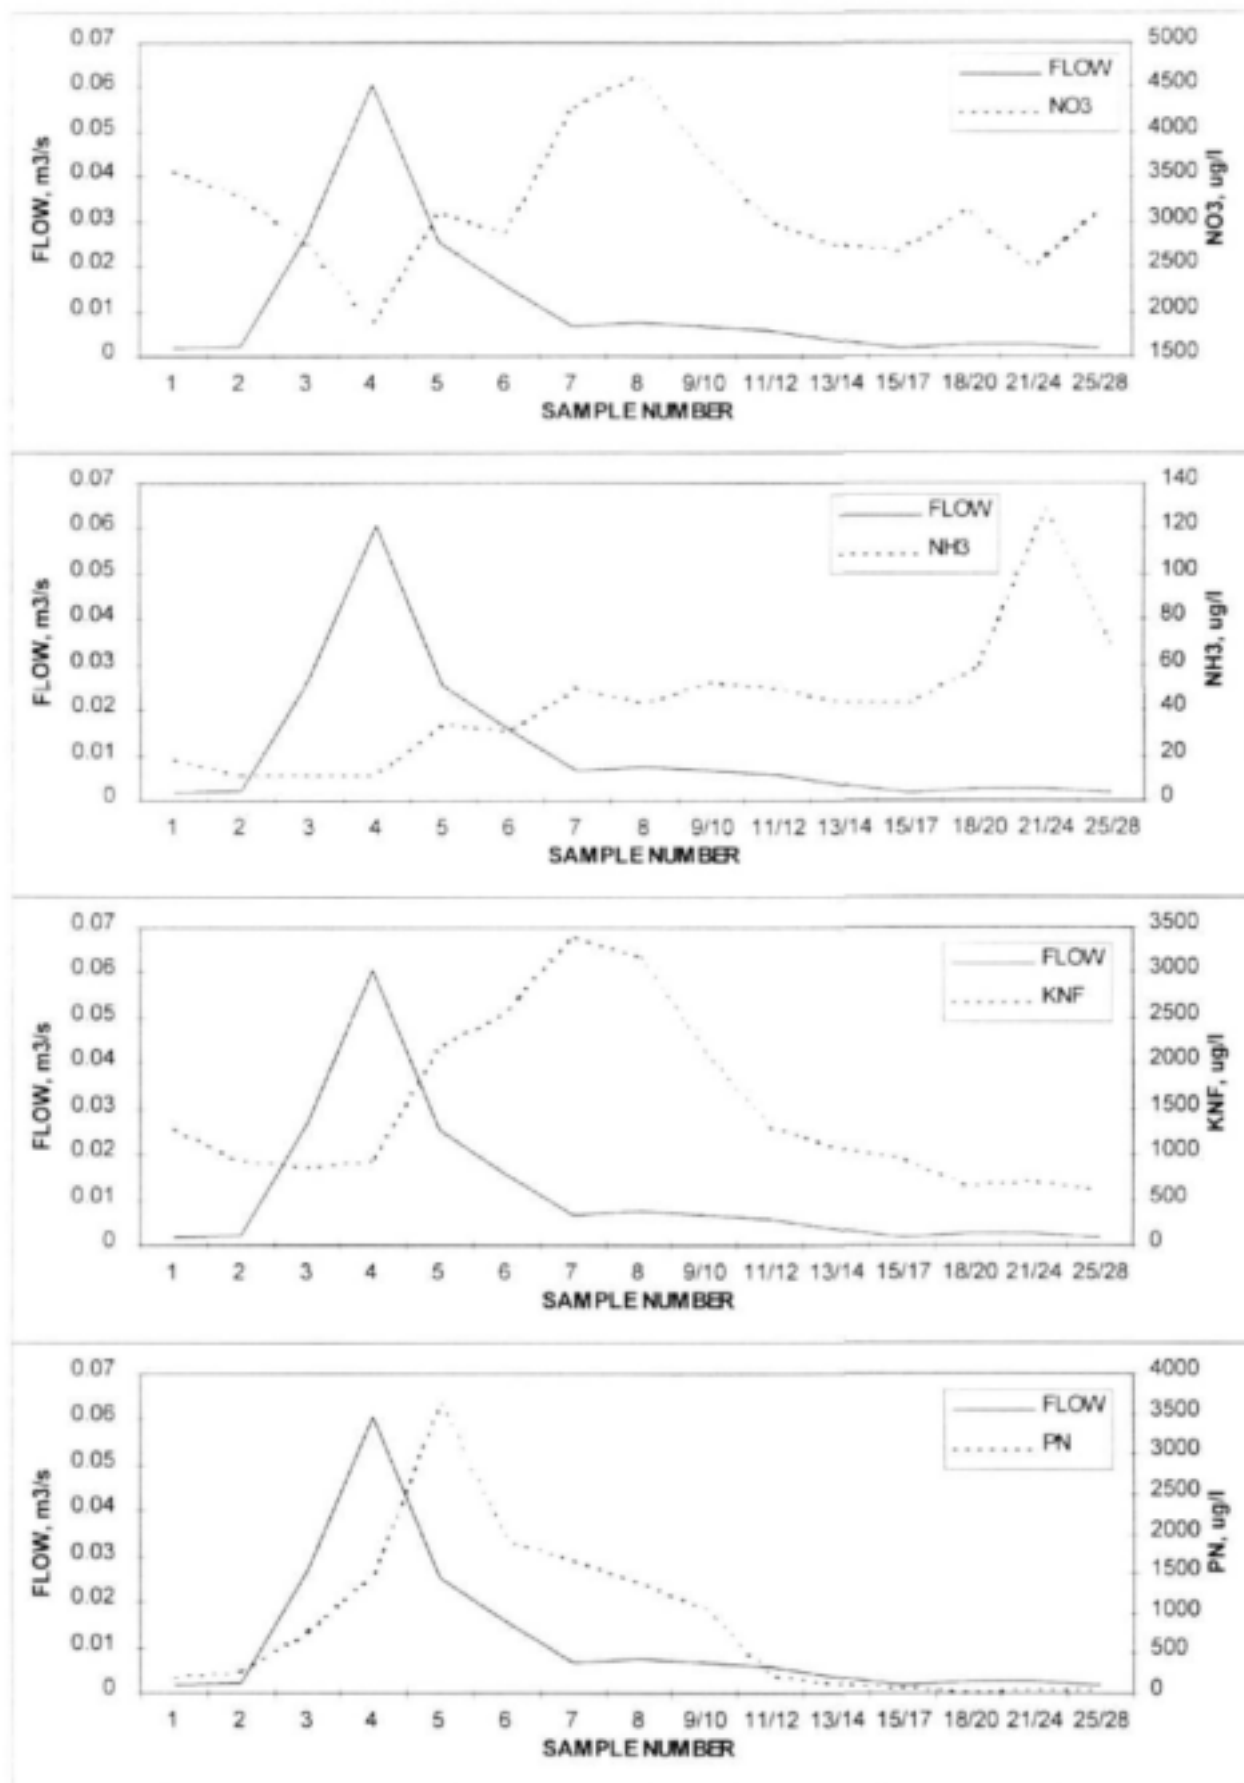 0.07 5000
FLOW
0.06 4500
NO3
0.05 4000
0.04 3500
FLOW, m3/s
NO3, ug/l
0.03 3000
0.02 2500
0.01 2000
0 1500
1 2 3 4 5 6 7 8 9/10 11/12 13/14 15/17 18/20 21/24 25/28
SAMPLE NUMBER
0.07 140
FLOW
0.06 120
NH3
0.05 100
0.04 80
FLOW, m3/s
NH3, ug/l
0.03 60
0.02 40
0.01 20
0 0
1 2 3 4 5 6 7 8 9/10 11/12 13/14 15/17 18/20 21/24 25/28
SAMPLE NUMBER
0.07 3500
FLOW
0.06 3000
KNF
0.05 2500
0.04 2000
FLOW, m3/s
KNF, ug/l
0.03 1500
0.02 1000
0.01 500
0 0
1 2 3 4 5 6 7 8 9/10 11/12 13/14 15/17 18/20 21/24 25/28
SAMPLE NUMBER
0.07 4000
FLOW
0.06 3500
PN
3000
0.05
2500
0.04
FLOW, m3/s
PN, ug/l
2000
0.03
1500
0.02
1000
0.01 500
0 0
1 2 3 4 5 6 7 8 9/10 11/12 13/14 15/17 18/20 21/24 25/28
SAMPLE NUMBER